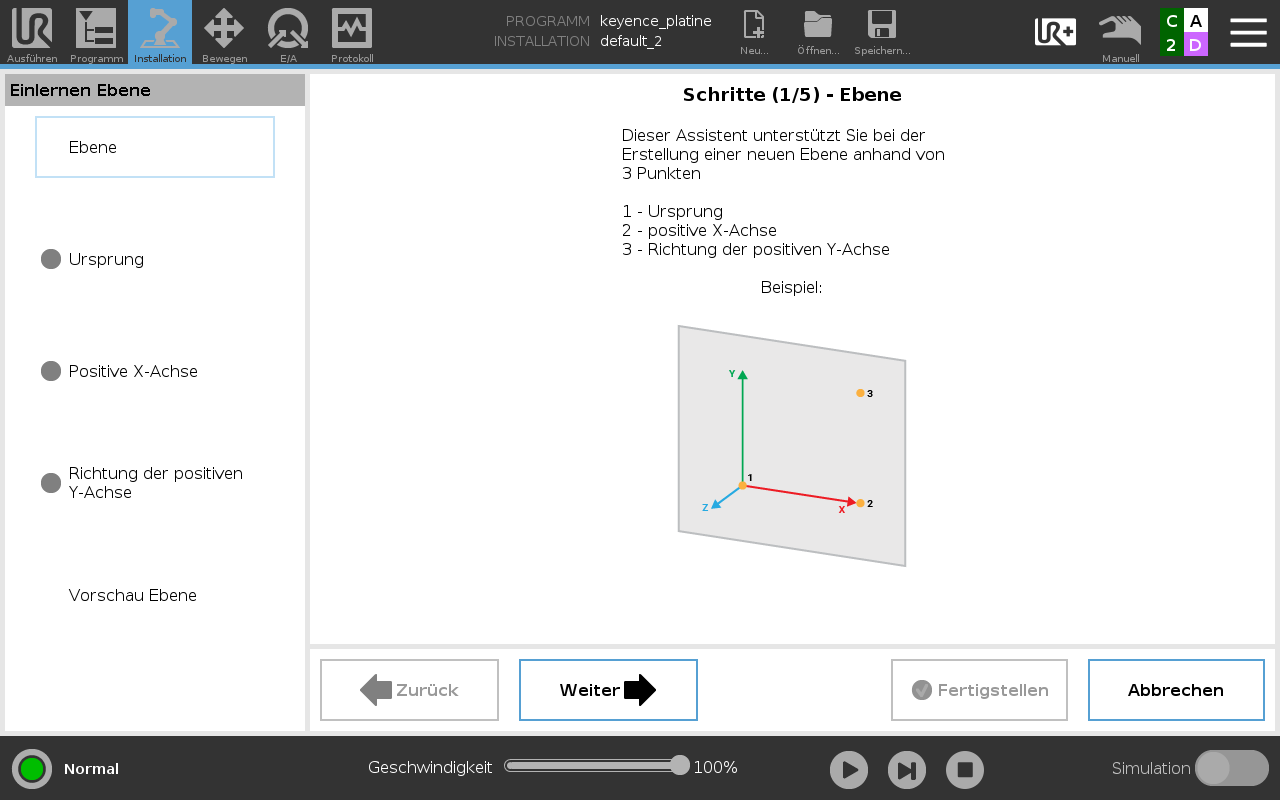 PROGRAMM keyence_platine
INSTALLATION default_2
Ausführen
Programm
Installation
Bewegen
E/A
Protokoll
Neu...
Öffnen...
Speichern...
UR+
Manuell
C A
2 D
Einlernen Ebene
Ebene
Ursprung
Positive X-Achse
Richtung der positiven
Y-Achse
Vorschau Ebene
Schritte (1/5) - Ebene
Dieser Assistent unterstützt Sie bei der
Erstellung einer neuen Ebene anhand von
3 Punkten
1 - Ursprung
2 - positive X-Achse
3 - Richtung der positiven Y-Achse
Beispiel:
Y
3
1
Z
X
2
Zurück
Weiter
Fertigstellen
Abbrechen
Normal
Geschwindigkeit
100%
Simulation